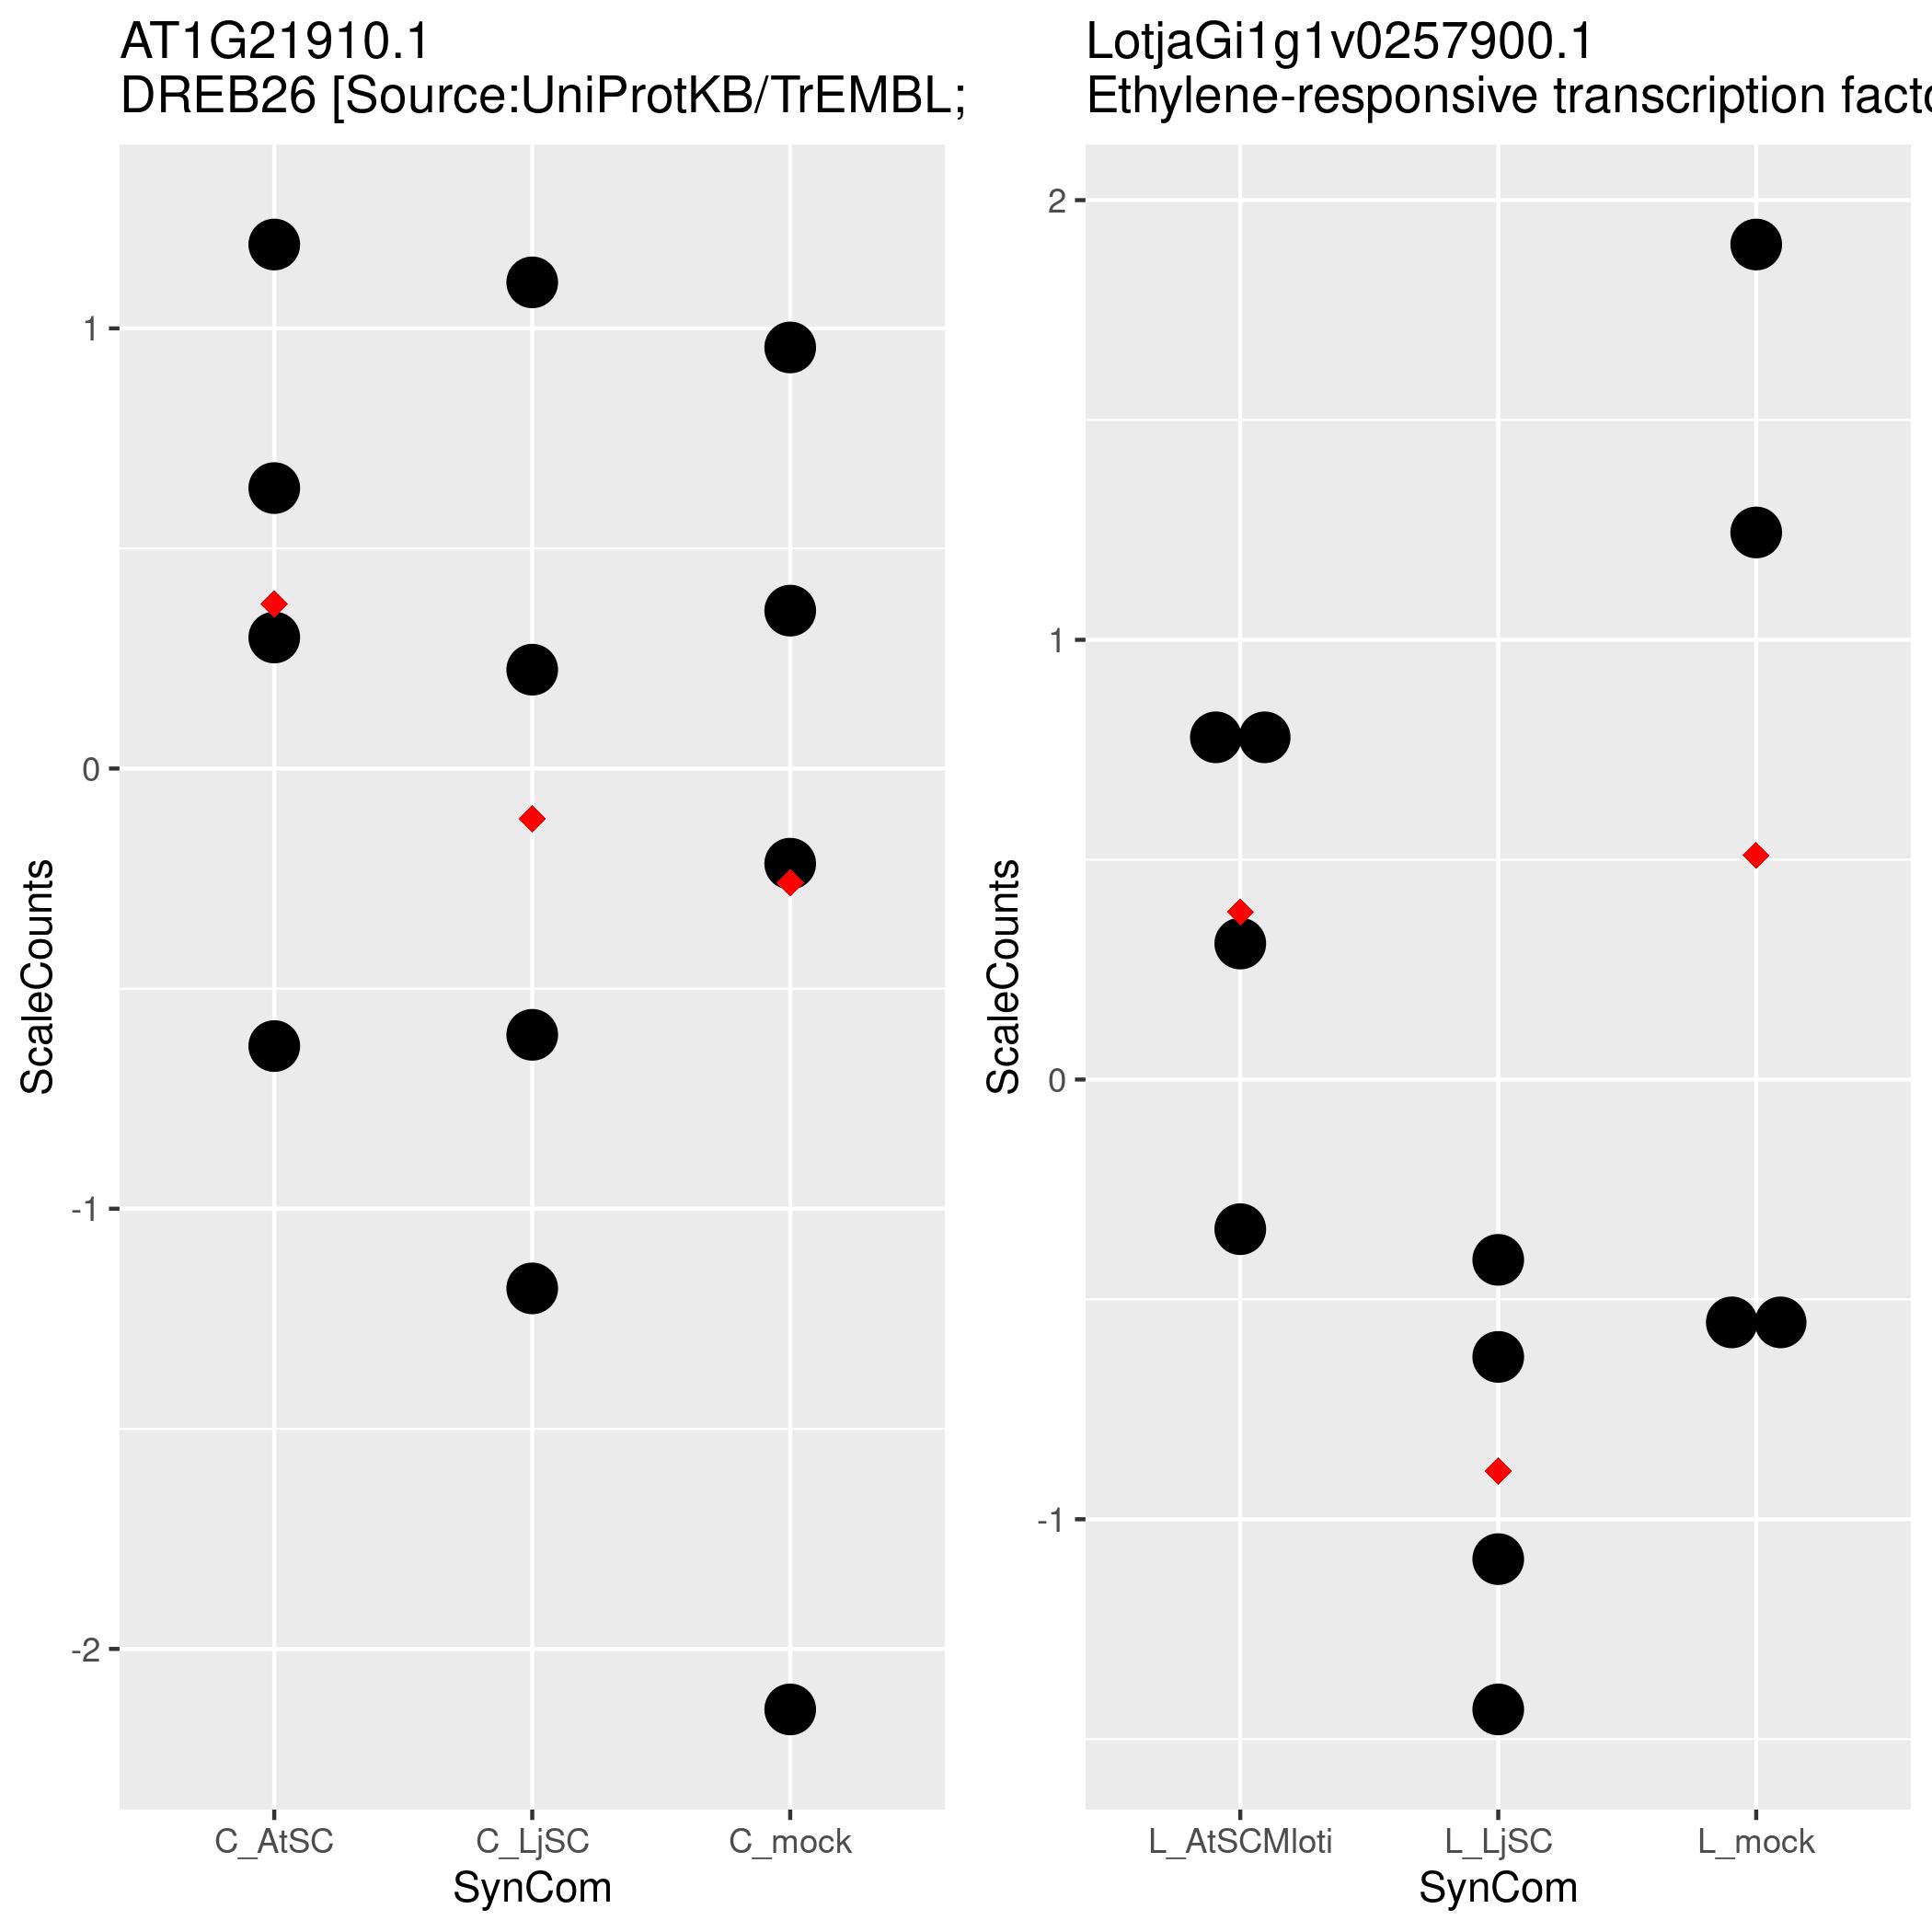 AT1G21910.1
DREB26 [Source:UniProtKB/TrEMBL;
ScaleCounts
1
0
-1
-2
C_AtSC
C_LjSC
C_mock
SynCom
LotjaGi1g1v0257900.1
Ethylene-responsive transcription
ScaleCounts
2
1
0
-1
L_AtSCMloti
L_LjSC
L_mock
SynCom